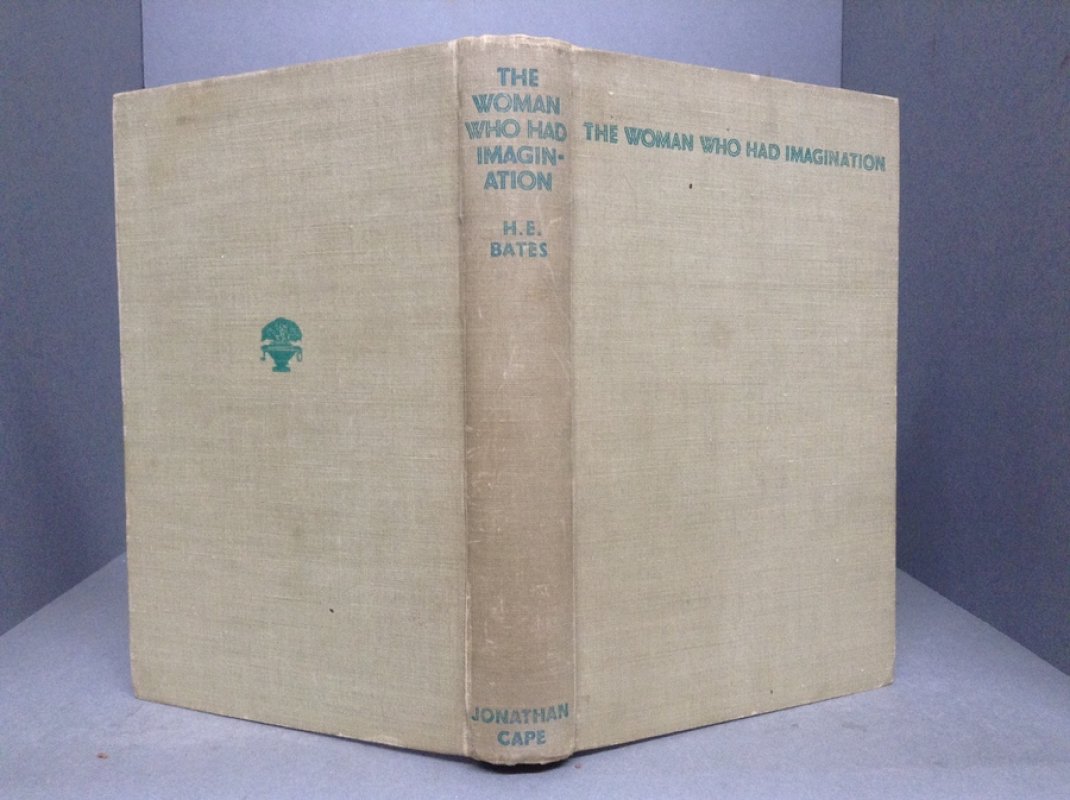 THE
WOMAN
WHO HAD
IMAGIN-
ATION
H.E.
BATES
JONATHAN
CAPE
THE WOMAN WHO HAD IMAGINATION